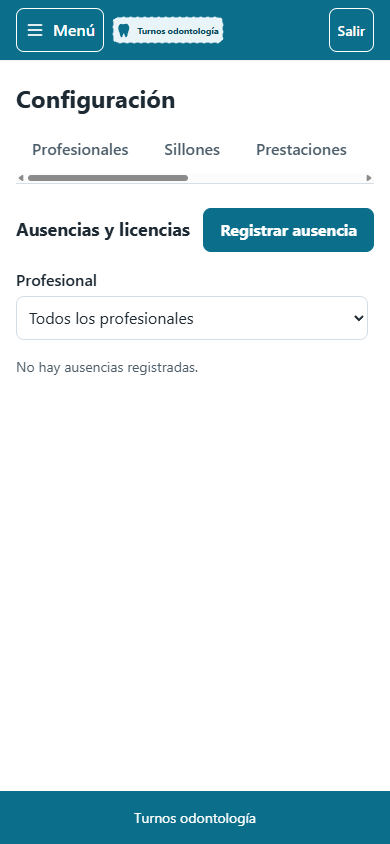 Menú
Turnos odontología
Salir
Configuración
Profesionales Sillones Prestaciones
Ausencias y licencias
Registrar ausencia
Profesional
Todos los profesionales
No hay ausencias registradas.
Turnos odontología